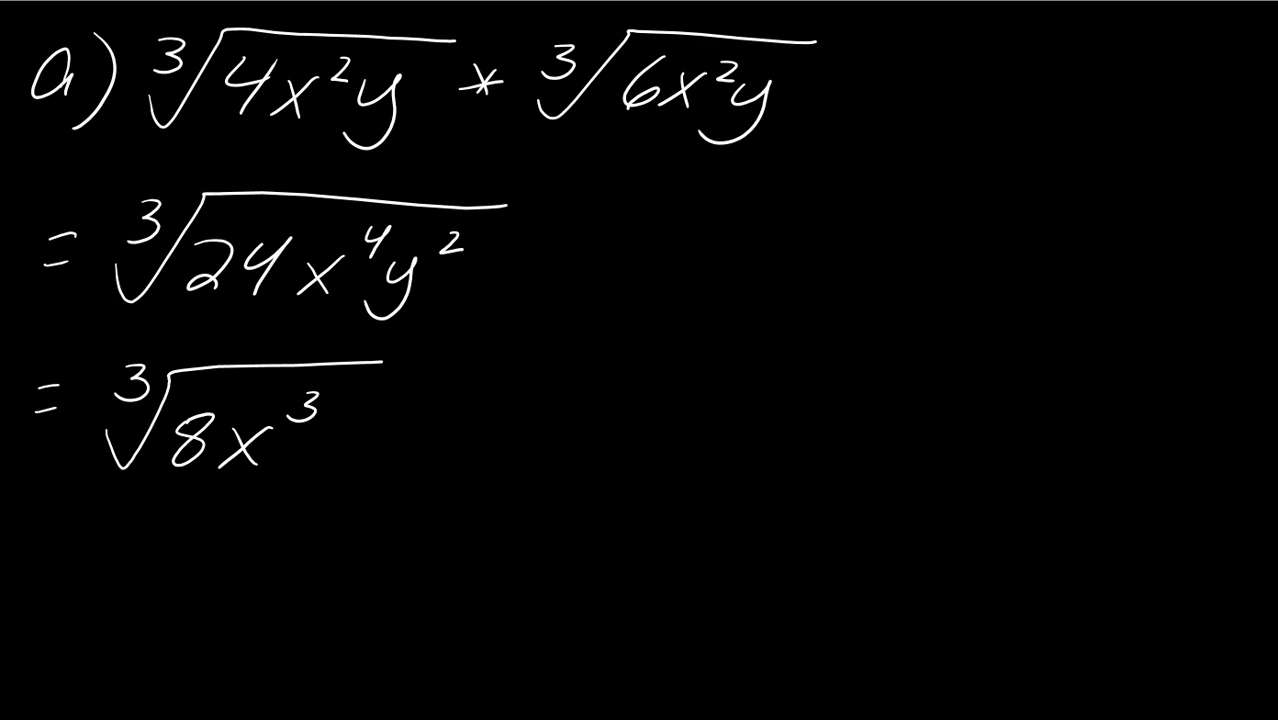 a) ∛(4x²y) * ∛(6x²y)
= ∛(24x⁴y²)
= ∛(8x³)